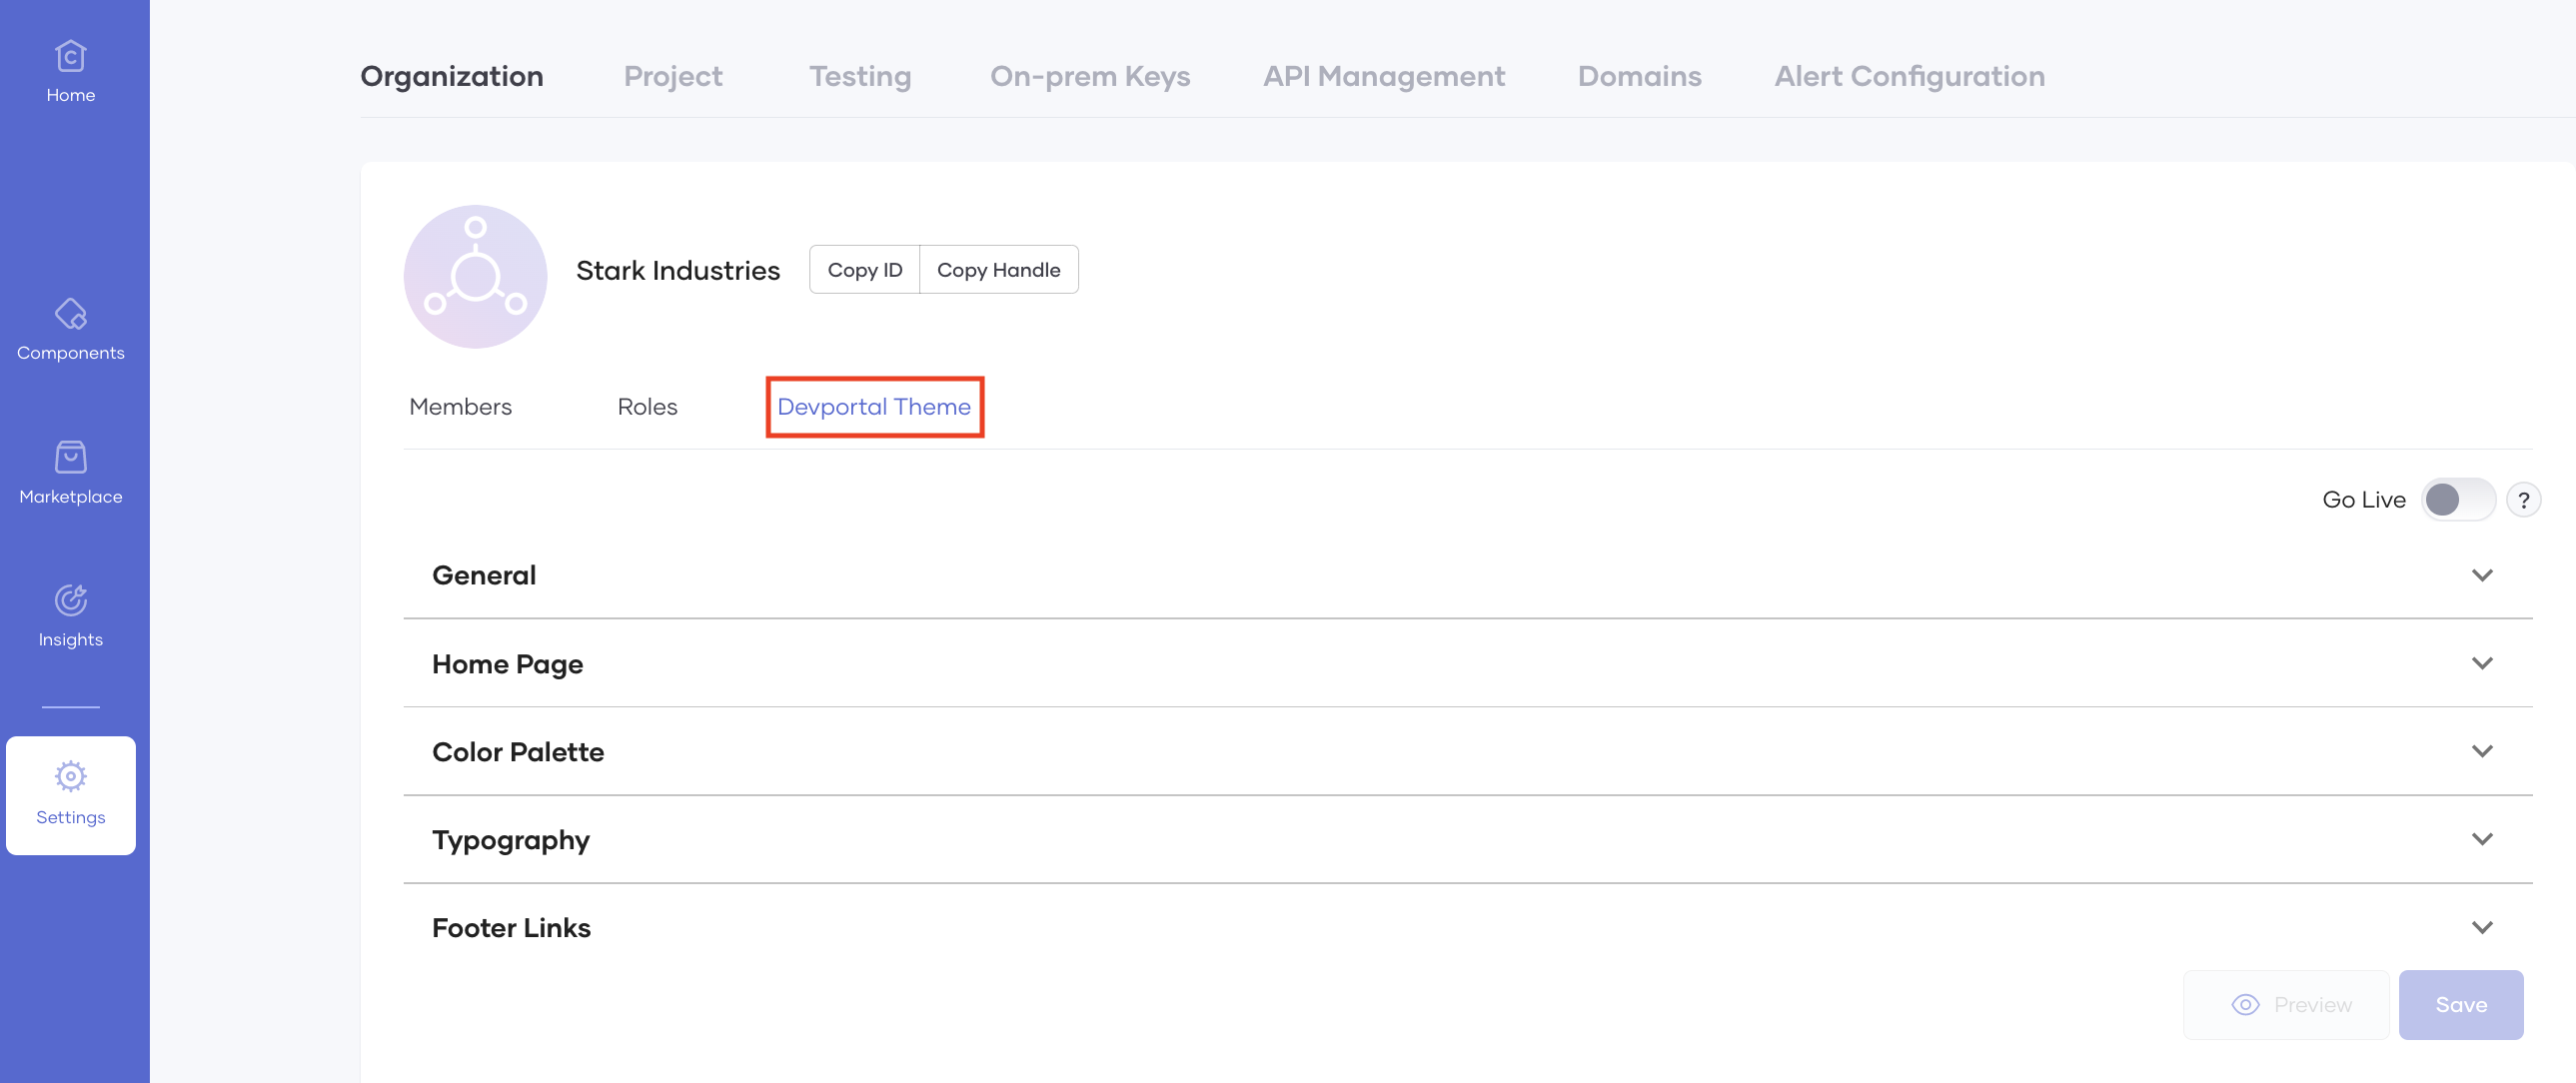 Home
Components
Marketplace
Insights
Settings
Organization Project Testing On-prem Keys API Management Domains Alert Configuration
Stark Industries Copy ID Copy Handle
Members Roles Devportal Theme
Go Live ?
General
Home Page
Color Palette
Typography
Footer Links
Preview Save